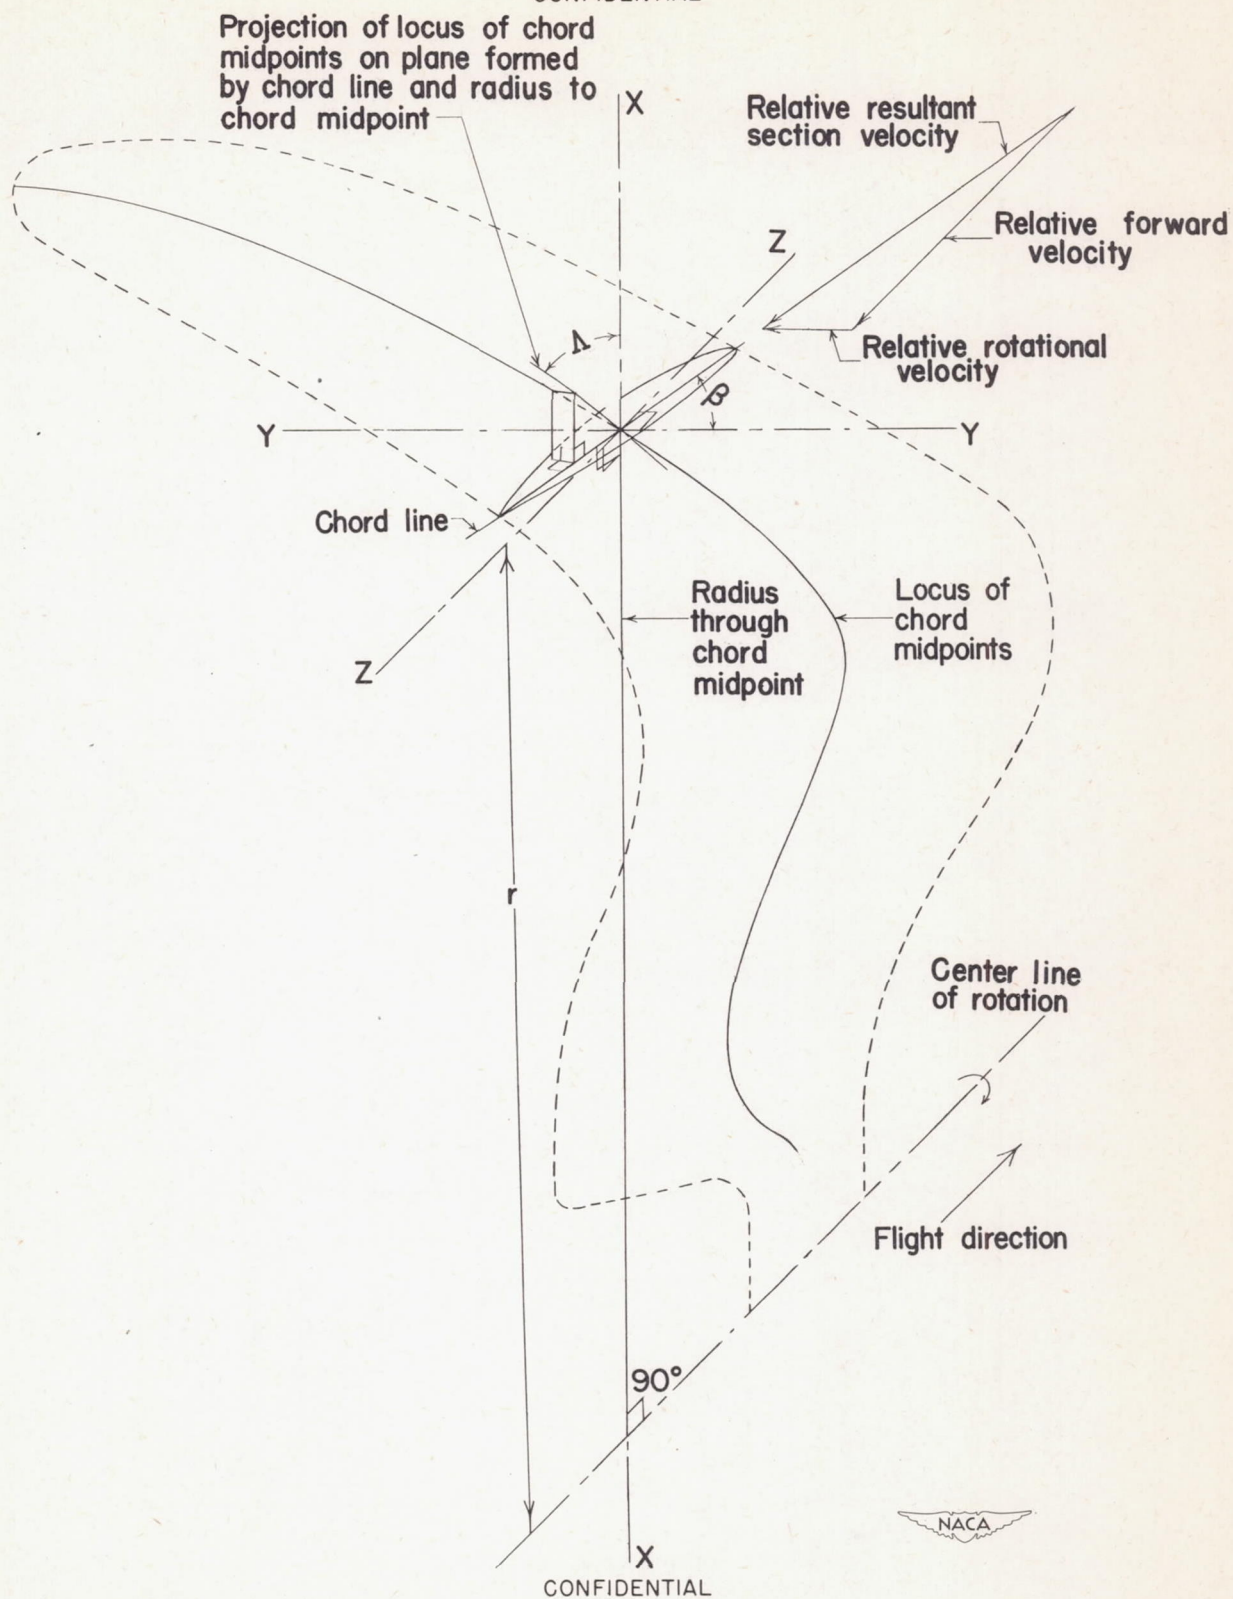 CONFIDENTIAL
Projection of locus of chord
midpoints on plane formed
by chord line and radius to
chord midpoint
X
Relative resultant
section velocity
Relative forward
velocity
Z
Λ
Relative rotational
velocity
β
Y
Y
Chord line
Radius
through
chord
midpoint
Locus of
chord
midpoints
Z
r
Center line
of rotation
Flight direction
90°
NACA
X
CONFIDENTIAL